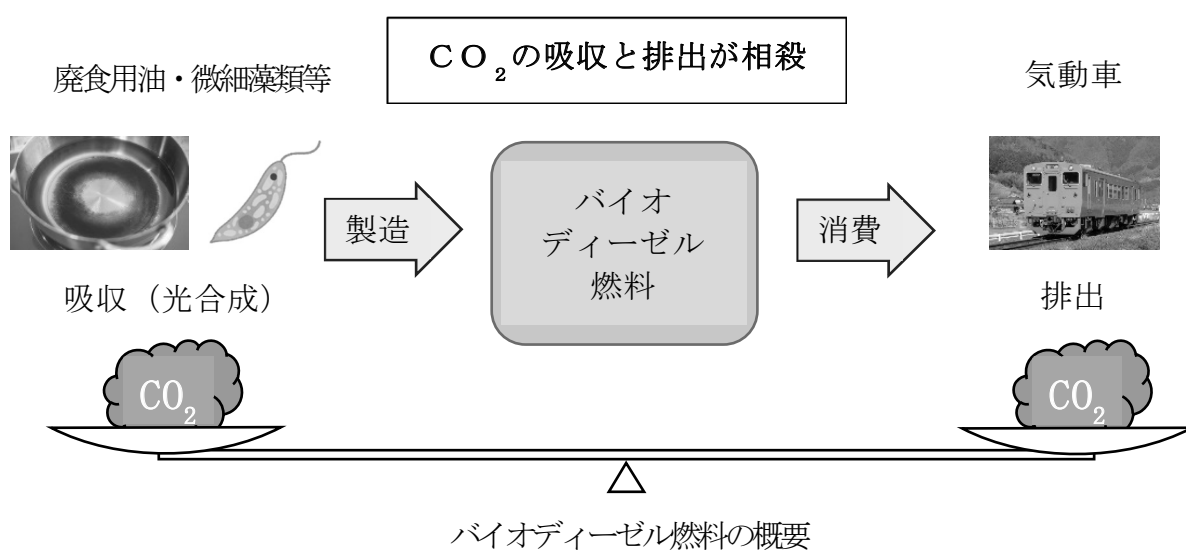 CO₂の吸収と排出が相殺
廃食用油・微細藻類等
気動車
製造
バイオ
ディーゼル
燃料
消費
吸収（光合成）
排出
CO₂
CO₂
バイオディーゼル燃料の概要